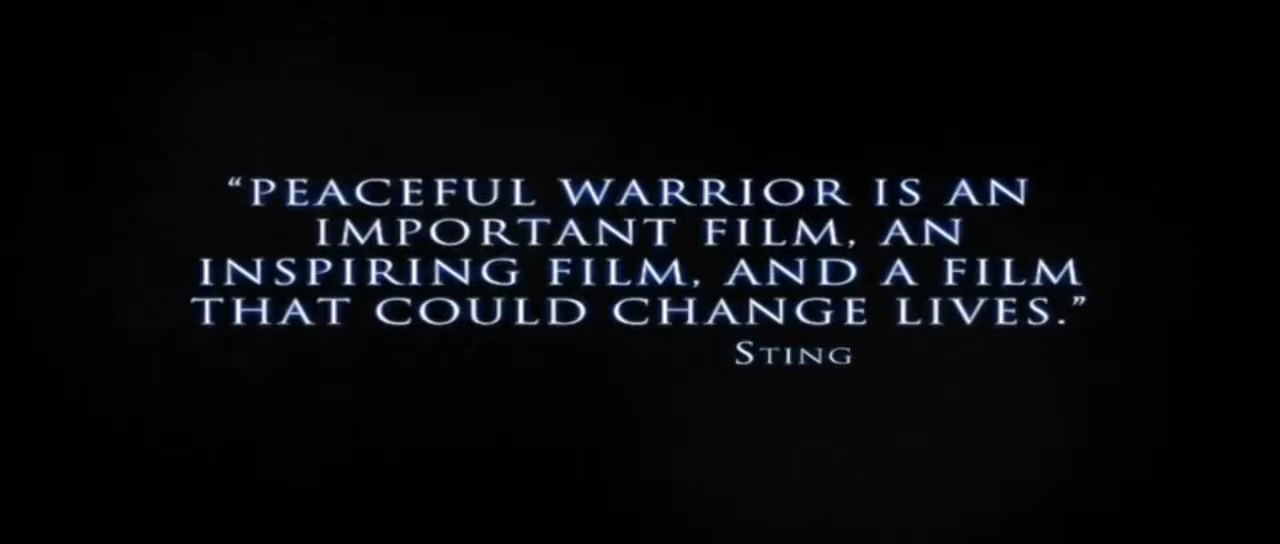 “PEACEFUL WARRIOR IS AN
IMPORTANT FILM, AN
INSPIRING FILM, AND A FILM
THAT COULD CHANGE LIVES.”
STING